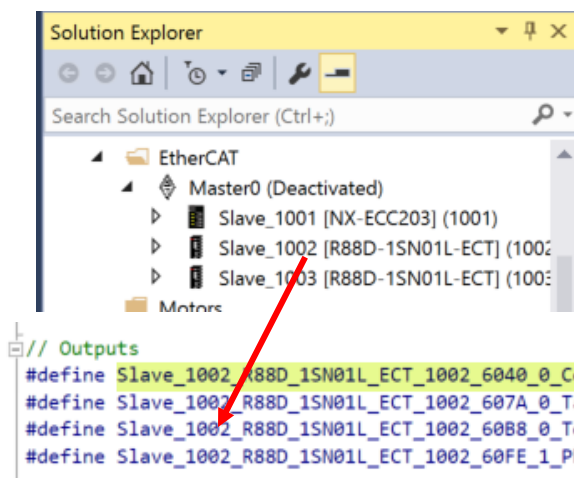 Solution Explorer
Search Solution Explorer (Ctrl+;)
EtherCAT
Master0 (Deactivated)
Slave_1001 [NX-ECC203] (1001)
Slave_1002 [R88D-1SN01L-ECT] (1002
Slave_1003 [R88D-1SN01L-ECT] (1003
Motors
// Outputs
#define Slave_1002_R88D_1SN01L_ECT_1002_6040_0_C
#define Slave_1002_R88D_1SN01L_ECT_1002_607A_0_T
#define Slave_1002_R88D_1SN01L_ECT_1002_60B8_0_T
#define Slave_1002_R88D_1SN01L_ECT_1002_60FE_1_P